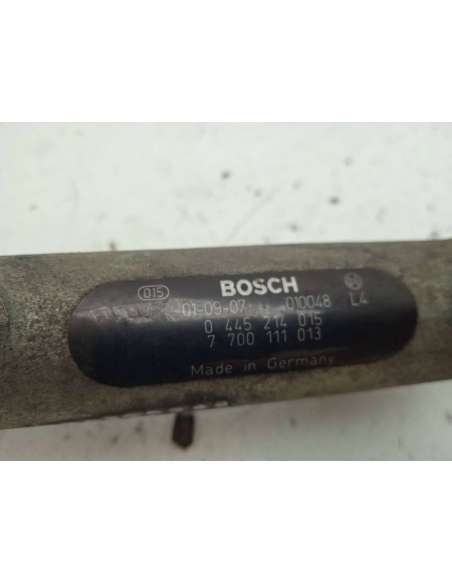 BOSCH
015 01-09-07 010048 L4
0 445 214 015
7 700 111 013
Made in Germany